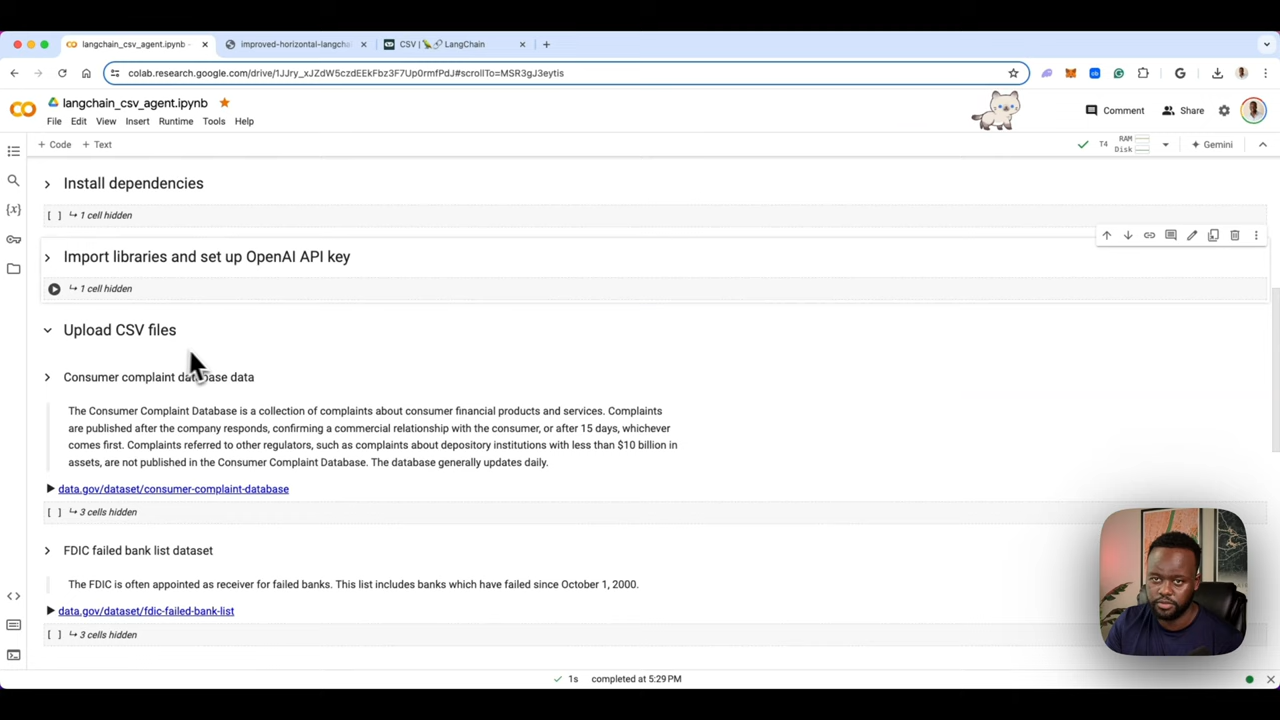 langchain_csv_agent.ipynb -
improved-horizontal-langcha
CSV | 🦜🔗 LangChain
colab.research.google.com/drive/1JJry_xJZdW5czdEEkFbz3F7Up0rmfPdJ#scrollTo=MSR3gJ3eytis
langchain_csv_agent.ipynb
File Edit View Insert Runtime Tools Help
Comment
Share
+ Code + Text
T4
RAM
Disk
Gemini
Install dependencies
[ ] ↳ 1 cell hidden
Import libraries and set up OpenAI API key
↳ 1 cell hidden
Upload CSV files
Consumer complaint database data
The Consumer Complaint Database is a collection of complaints about consumer financial products and services. Complaints
are published after the company responds, confirming a commercial relationship with the consumer, or after 15 days, whichever
comes first. Complaints referred to other regulators, such as complaints about depository institutions with less than $10 billion in
assets, are not published in the Consumer Complaint Database. The database generally updates daily.
data.gov/dataset/consumer-complaint-database
[ ] ↳ 3 cells hidden
FDIC failed bank list dataset
The FDIC is often appointed as receiver for failed banks. This list includes banks which have failed since October 1, 2000.
data.gov/dataset/fdic-failed-bank-list
[ ] ↳ 3 cells hidden
1s completed at 5:29 PM